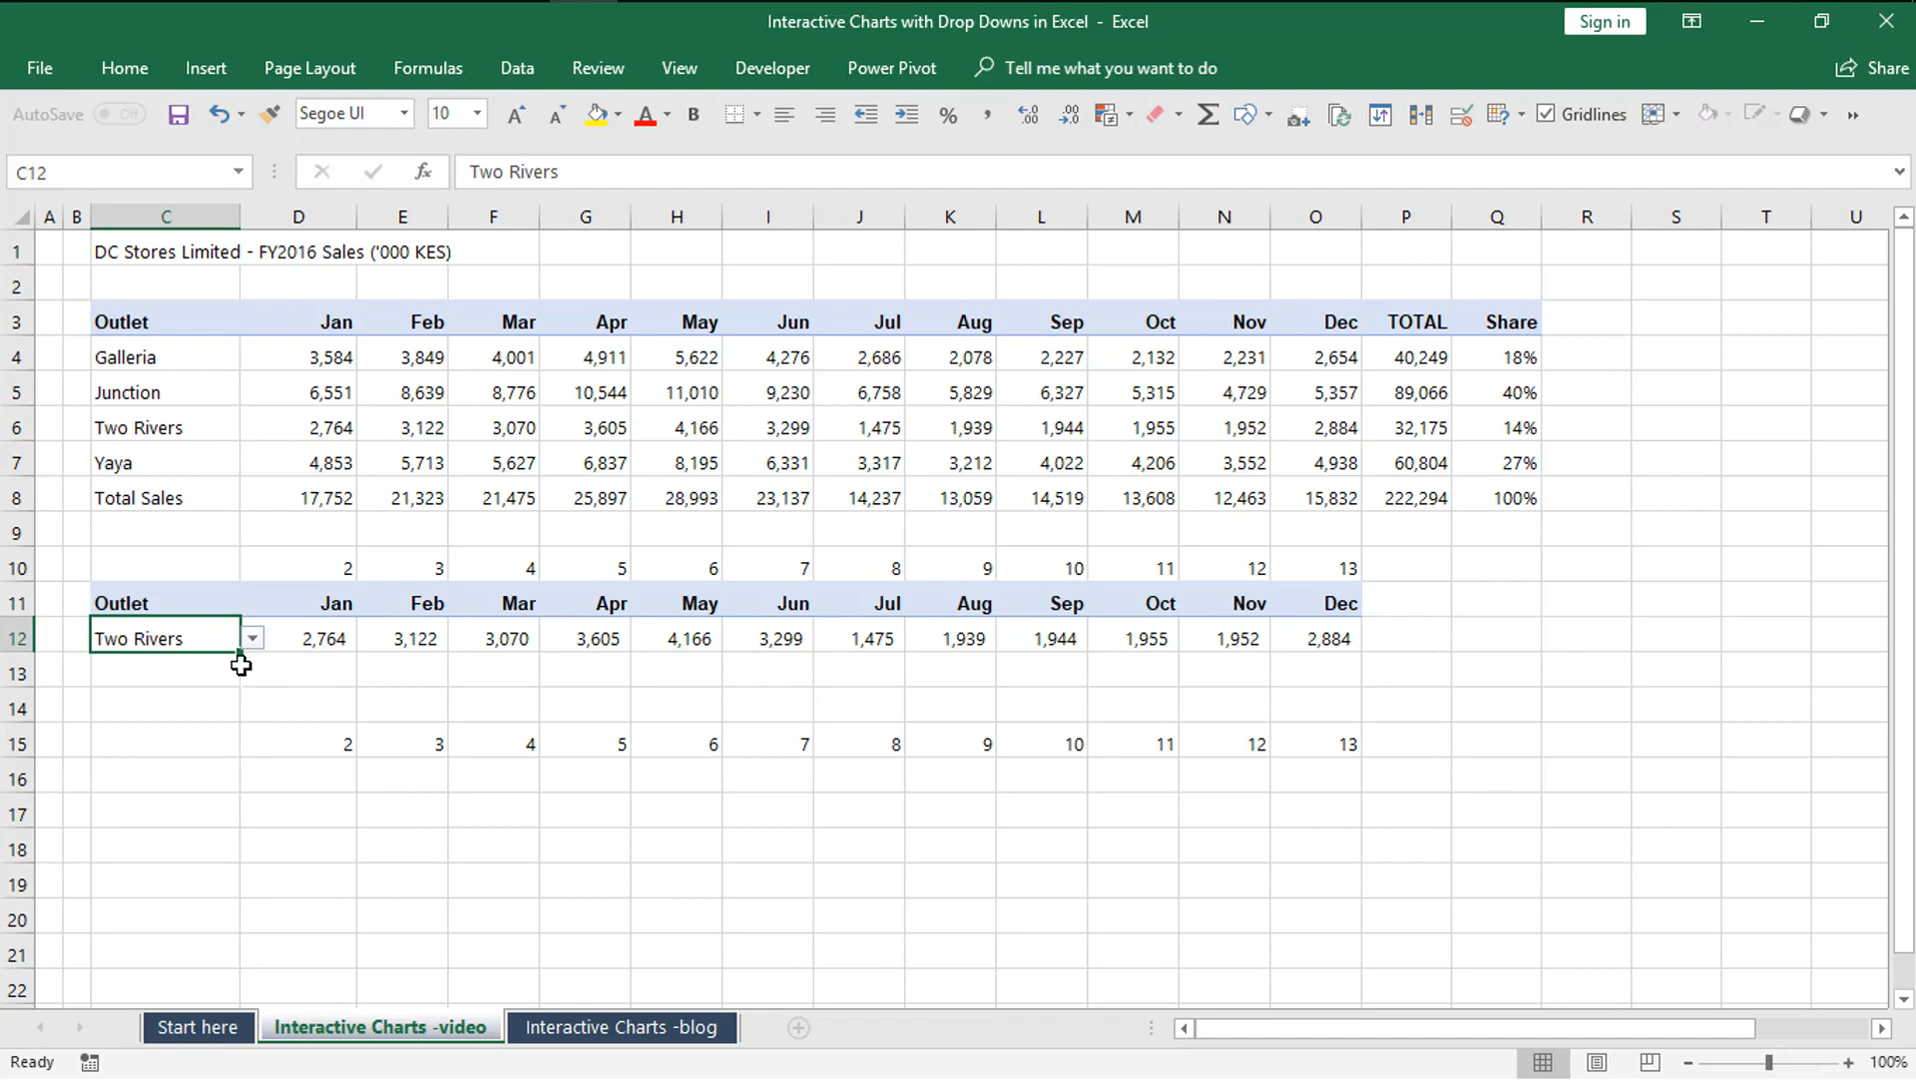 Interactive Charts with Drop Downs in Excel - Excel
Sign in
File Home Insert Page Layout Formulas Data Review View Developer Power Pivot Tell me what you want to do Share
AutoSave Off Segoe UI 10 A A A B % , Σ Gridlines
C12 fx Two Rivers
A B C D E F G H I J K L M N O P Q R S T U
1 DC Stores Limited - FY2016 Sales ('000 KES)
2
3 Outlet Jan Feb Mar Apr May Jun Jul Aug Sep Oct Nov Dec TOTAL Share
4 Galleria 3,584 3,849 4,001 4,911 5,622 4,276 2,686 2,078 2,227 2,132 2,231 2,654 40,249 18%
5 Junction 6,551 8,639 8,776 10,544 11,010 9,230 6,758 5,829 6,327 5,315 4,729 5,357 89,066 40%
6 Two Rivers 2,764 3,122 3,070 3,605 4,166 3,299 1,475 1,939 1,944 1,955 1,952 2,884 32,175 14%
7 Yaya 4,853 5,713 5,627 6,837 8,195 6,331 3,317 3,212 4,022 4,206 3,552 4,938 60,804 27%
8 Total Sales 17,752 21,323 21,475 25,897 28,993 23,137 14,237 13,059 14,519 13,608 12,463 15,832 222,294 100%
9
10 2 3 4 5 6 7 8 9 10 11 12 13
11 Outlet Jan Feb Mar Apr May Jun Jul Aug Sep Oct Nov Dec
12 Two Rivers 2,764 3,122 3,070 3,605 4,166 3,299 1,475 1,939 1,944 1,955 1,952 2,884
13
14
15 2 3 4 5 6 7 8 9 10 11 12 13
16
17
18
19
20
21
22
Start here Interactive Charts -video Interactive Charts -blog
Ready 100%